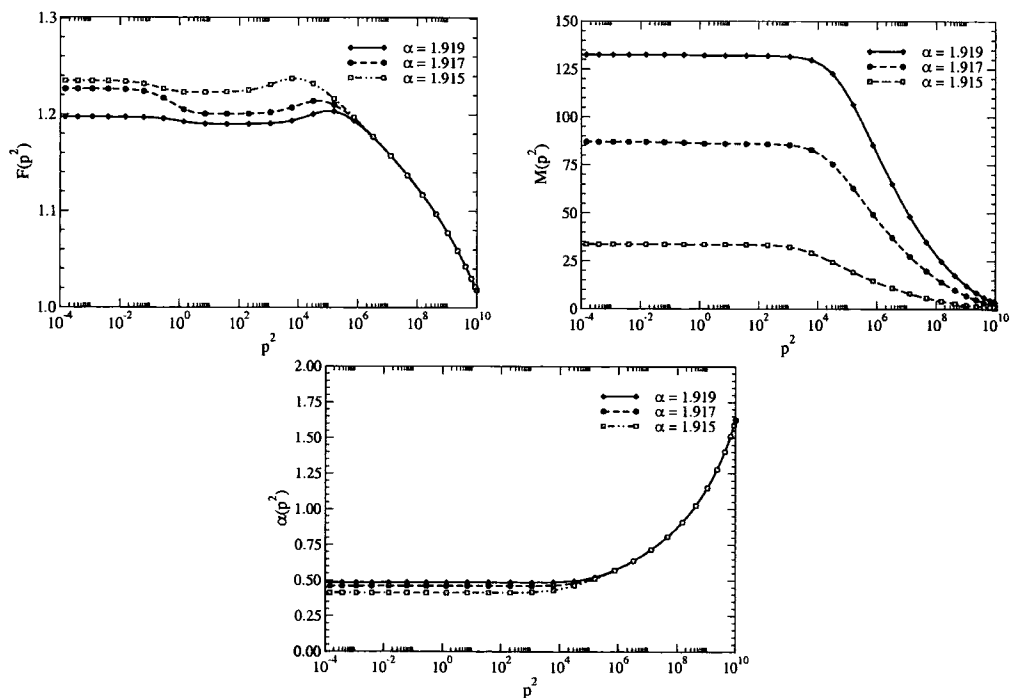 α = 1.919
α = 1.917
α = 1.915
F(p²)
1.3
1.2
1.1
1.0
10⁻⁴ 10⁻² 10⁰ 10² 10⁴ 10⁶ 10⁸ 10¹⁰
p²
α = 1.919
α = 1.917
α = 1.915
M(p²)
150
125
100
75
50
25
0
10⁻⁴ 10⁻² 10⁰ 10² 10⁴ 10⁶ 10⁸ 10¹⁰
p²
α = 1.919
α = 1.917
α = 1.915
α(p²)
2.00
1.75
1.50
1.25
1.00
0.75
0.50
0.25
0.00
10⁻⁴ 10⁻² 10⁰ 10² 10⁴ 10⁶ 10⁸ 10¹⁰
p²